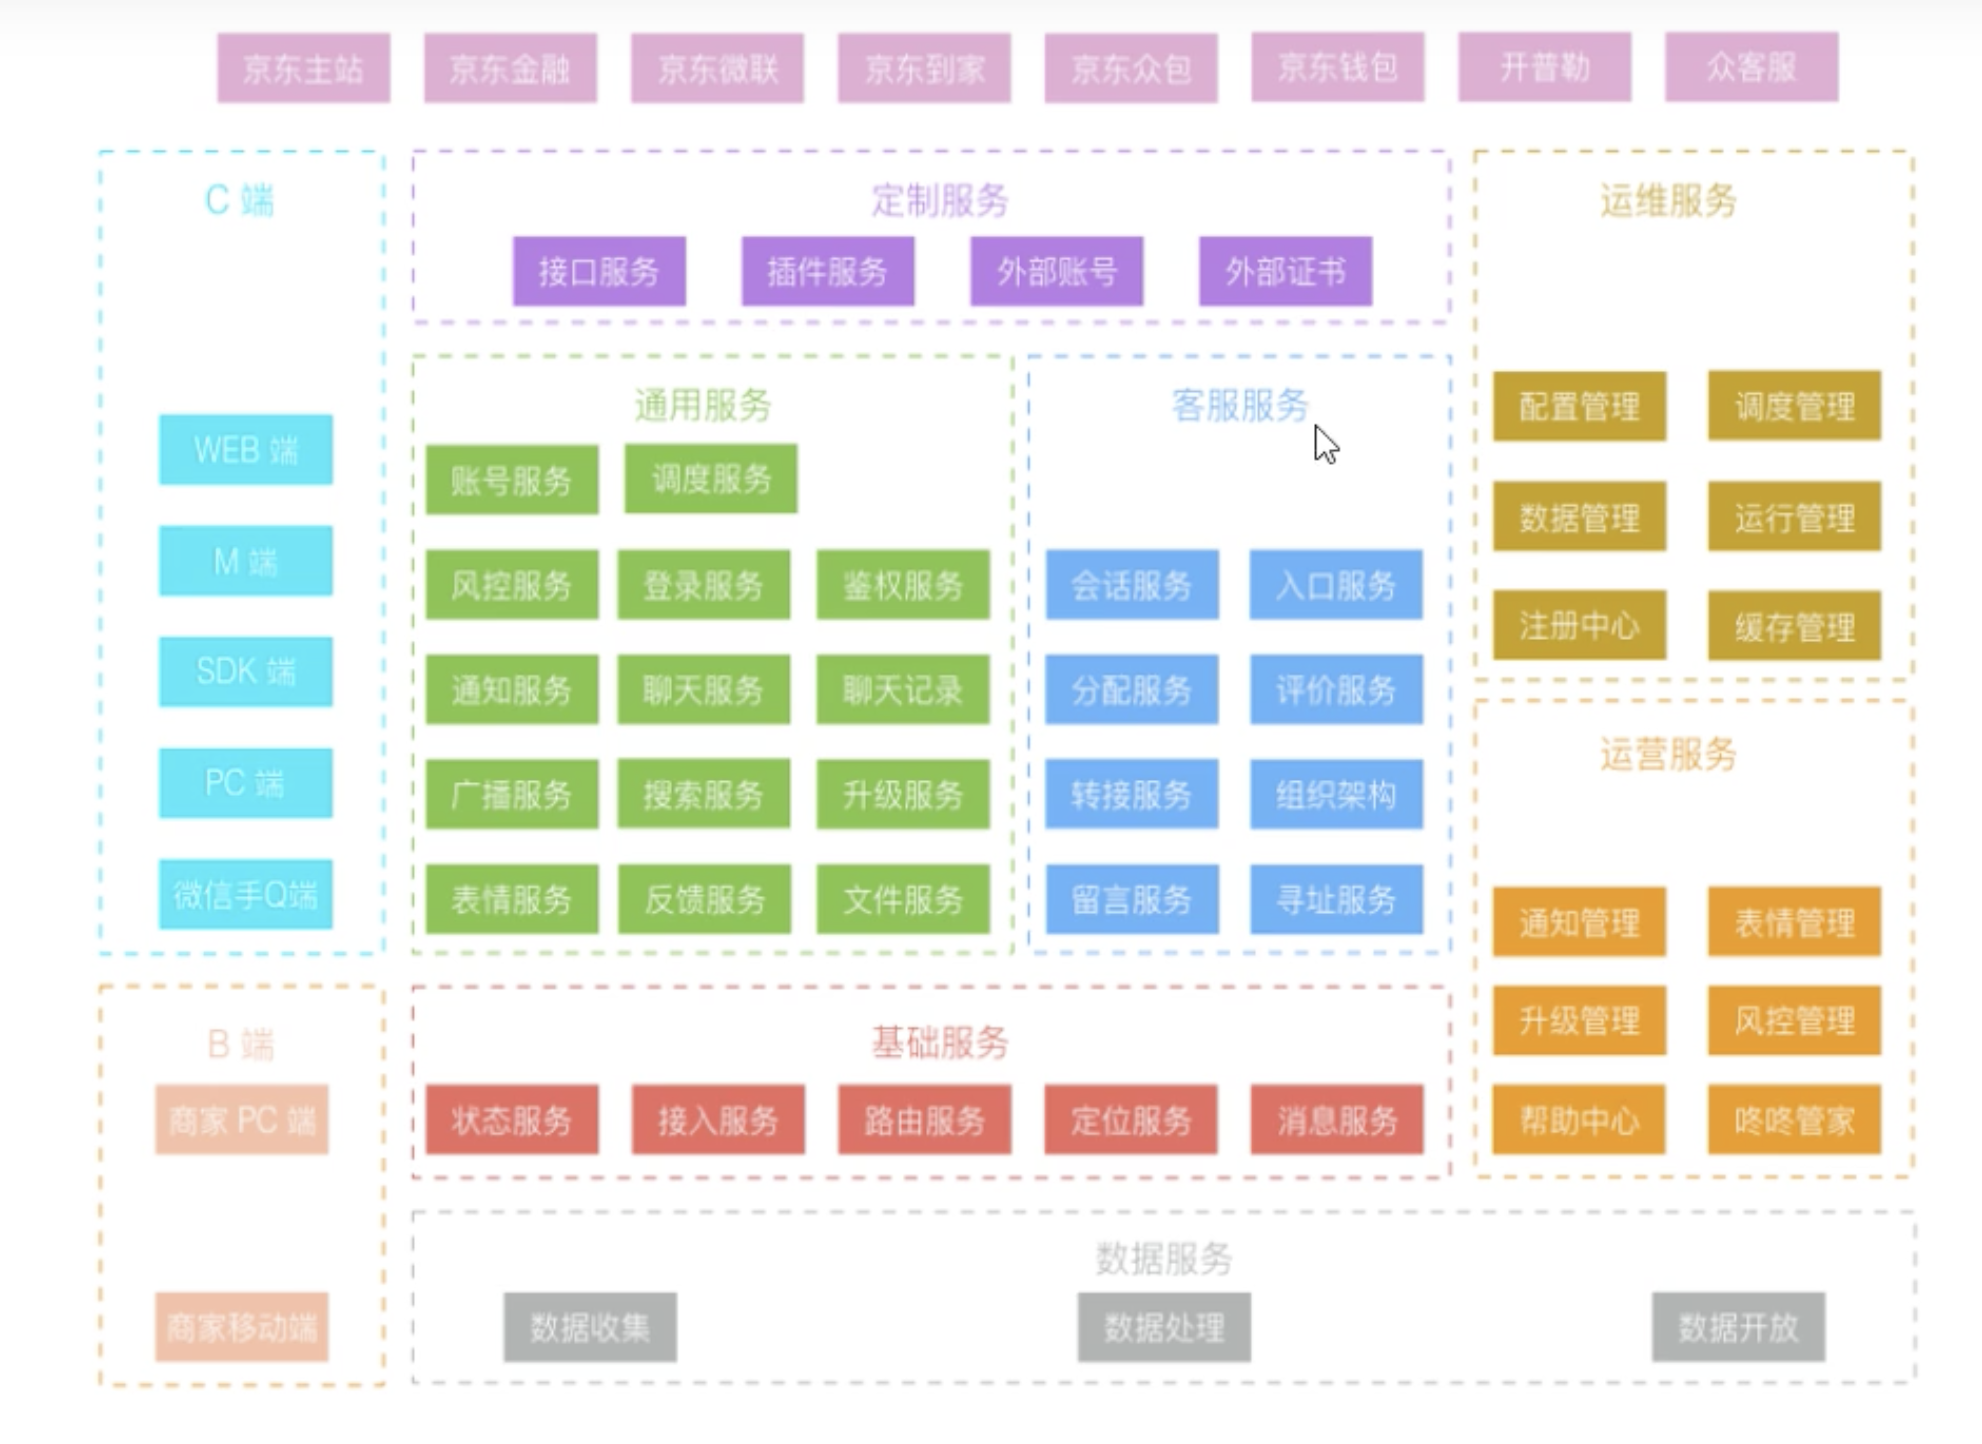 京东主站 京东金融 京东微联 京东到家 京东众包 京东钱包 开普勒 众客服
C 端
WEB 端
M 端
SDK 端
PC 端
微信手Q端
B 端
商家 PC 端
商家移动端
定制服务
接口服务 插件服务 外部账号 外部证书
通用服务
账号服务 调度服务
风控服务 登录服务 鉴权服务
通知服务 聊天服务 聊天记录
广播服务 搜索服务 升级服务
表情服务 反馈服务 文件服务
客服服务
会话服务 入口服务
分配服务 评价服务
转接服务 组织架构
留言服务 寻址服务
基础服务
状态服务 接入服务 路由服务 定位服务 消息服务
运维服务
配置管理 调度管理
数据管理 运行管理
注册中心 缓存管理
运营服务
通知管理 表情管理
升级管理 风控管理
帮助中心 咚咚管家
数据服务
数据收集 数据处理 数据开放